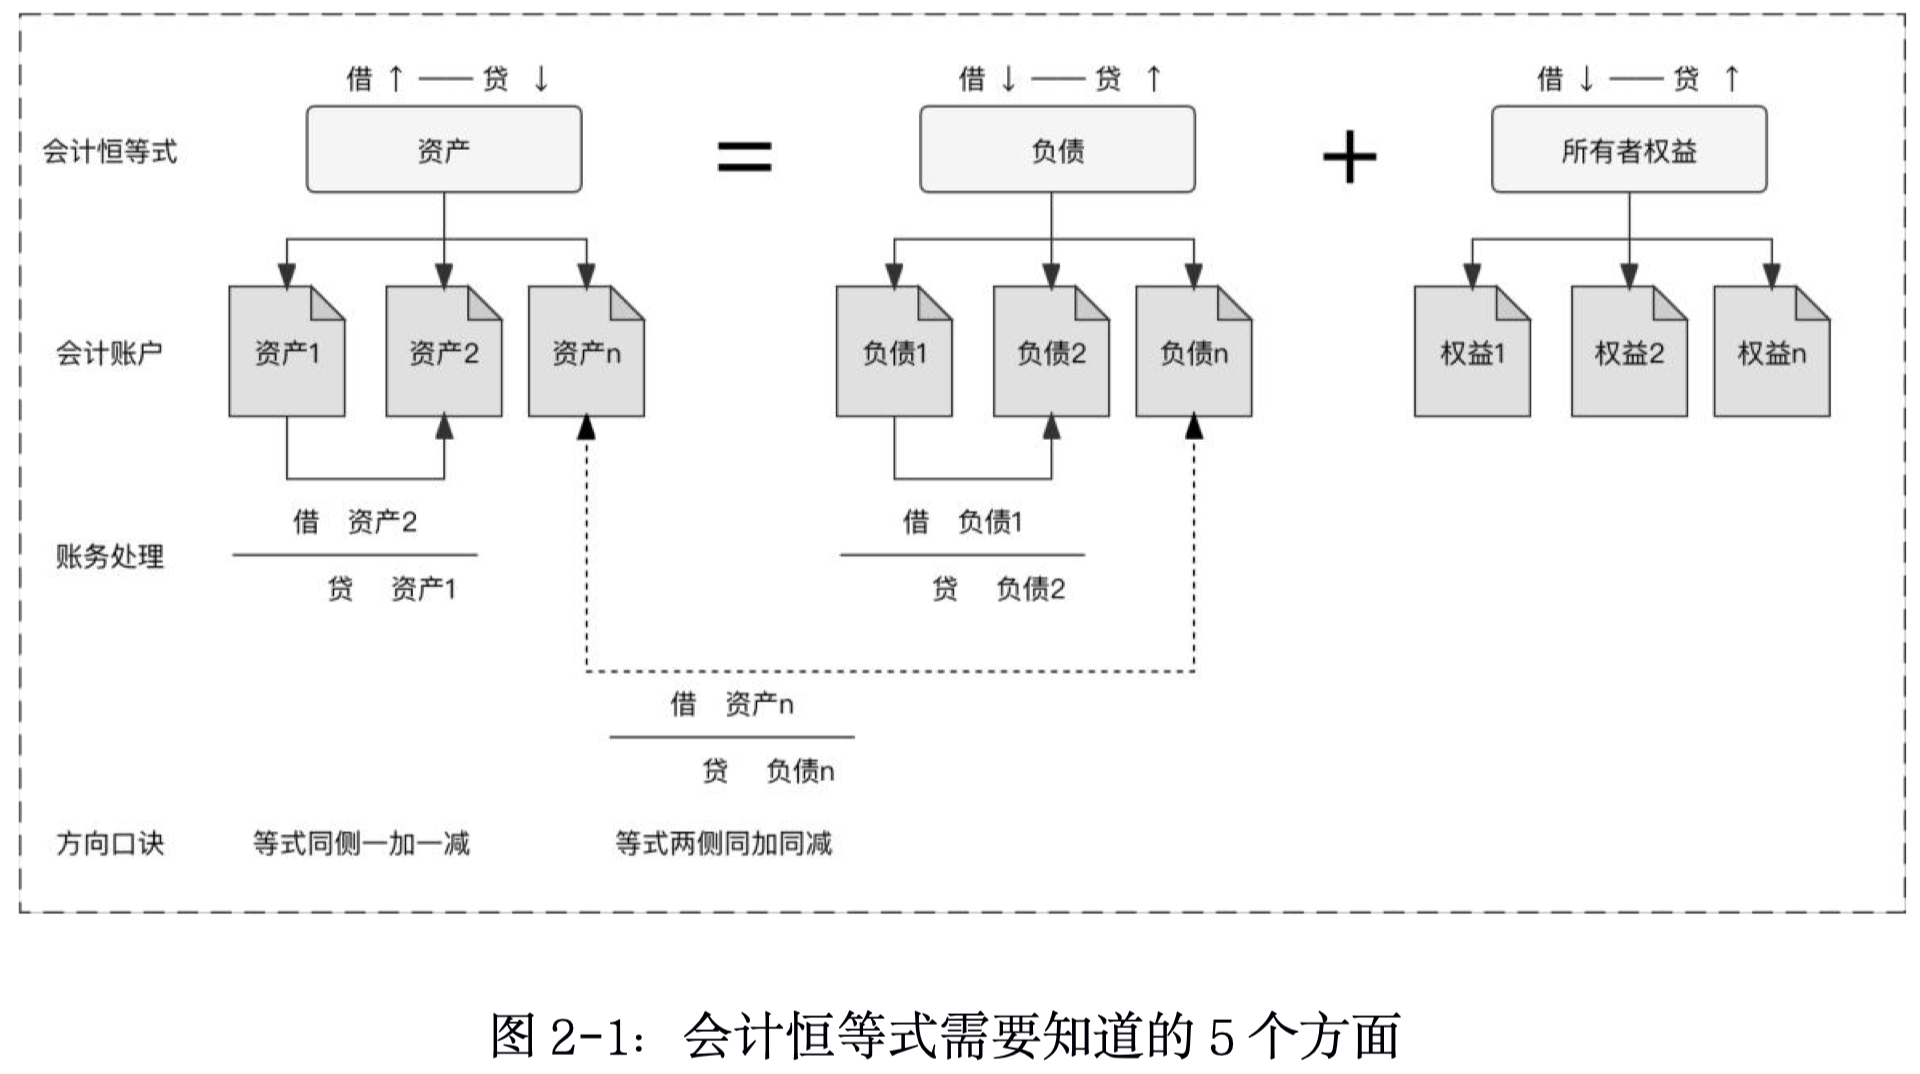 借 ↑ —— 贷 ↓
借 ↓ —— 贷 ↑
借 ↓ —— 贷 ↑
会计恒等式
资产
=
负债
+
所有者权益
会计账户
资产1
资产2
资产n
负债1
负债2
负债n
权益1
权益2
权益n
账务处理
借 资产2
贷 资产1
借 负债1
贷 负债2
借 资产n
贷 负债n
方向口诀
等式同侧一加一减
等式两侧同加同减
图 2-1：会计恒等式需要知道的 5 个方面